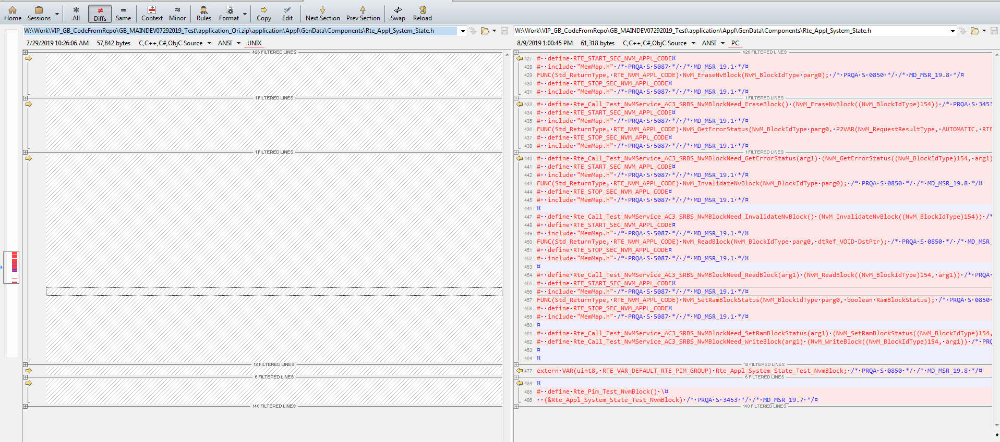 Home Sessions All Diffs Same Context Minor Rules Format Copy Edit Next Section Prev Section Swap Reload
W:\Work\VIP_GB_CodeFromRepo\GB_MAINDEV07292019_Test\application_Ori.zip\application\Appl\GenData\Components\Rte_Appl_System_State.h
7/29/2019 10:26:06 AM 57,842 bytes C,C++,C#,ObjC Source ANSI UNIX
426 FILTERED LINES
1 FILTERED LINES
1 FILTERED LINES
12 FILTERED LINES
6 FILTERED LINES
140 FILTERED LINES
W:\Work\VIP_GB_CodeFromRepo\GB_MAINDEV07292019_Test\application\Appl\GenData\Components\Rte_Appl_System_State.h
8/9/2019 1:00:45 PM 61,318 bytes C,C++,C#,ObjC Source ANSI PC
426 FILTERED LINES
427 #··define·RTE_START_SEC_NVM_APPL_CODE¤
428 #··include·"MemMap.h"·/*·PRQA·S·5087·*/·/*·MD_MSR_19.1·*/¤
429 FUNC(Std_ReturnType,·RTE_NVM_APPL_CODE)·NvM_EraseNvBlock(NvM_BlockIdType·parg0);·/*·PRQA·S·0850·*/·/*·MD_MSR_19.8·*/¤
430 #··define·RTE_STOP_SEC_NVM_APPL_CODE¤
431 #··include·"MemMap.h"·/*·PRQA·S·5087·*/·/*·MD_MSR_19.1·*/¤
1 FILTERED LINES
433 #··define·Rte_Call_Test_NvMService_AC3_SRBS_NvMBlockNeed_EraseBlock()·(NvM_EraseNvBlock((NvM_BlockIdType)154))·/*·PRQA·S·3453
434 #··define·RTE_START_SEC_NVM_APPL_CODE¤
435 #··include·"MemMap.h"·/*·PRQA·S·5087·*/·/*·MD_MSR_19.1·*/¤
436 FUNC(Std_ReturnType,·RTE_NVM_APPL_CODE)·NvM_GetErrorStatus(NvM_BlockIdType·parg0,·P2VAR(NvM_RequestResultType,·AUTOMATIC,·RTE
437 #··define·RTE_STOP_SEC_NVM_APPL_CODE¤
438 #··include·"MemMap.h"·/*·PRQA·S·5087·*/·/*·MD_MSR_19.1·*/¤
1 FILTERED LINES
440 #··define·Rte_Call_Test_NvMService_AC3_SRBS_NvMBlockNeed_GetErrorStatus(arg1)·(NvM_GetErrorStatus((NvM_BlockIdType)154,·arg1)
441 #··define·RTE_START_SEC_NVM_APPL_CODE¤
442 #··include·"MemMap.h"·/*·PRQA·S·5087·*/·/*·MD_MSR_19.1·*/¤
443 FUNC(Std_ReturnType,·RTE_NVM_APPL_CODE)·NvM_InvalidateNvBlock(NvM_BlockIdType·parg0);·/*·PRQA·S·0850·*/·/*·MD_MSR_19.8·*/¤
444 #··define·RTE_STOP_SEC_NVM_APPL_CODE¤
445 #··include·"MemMap.h"·/*·PRQA·S·5087·*/·/*·MD_MSR_19.1·*/¤
446 ¤
447 #··define·Rte_Call_Test_NvMService_AC3_SRBS_NvMBlockNeed_InvalidateNvBlock()·(NvM_InvalidateNvBlock((NvM_BlockIdType)154))·/*
448 #··define·RTE_START_SEC_NVM_APPL_CODE¤
449 #··include·"MemMap.h"·/*·PRQA·S·5087·*/·/*·MD_MSR_19.1·*/¤
450 FUNC(Std_ReturnType,·RTE_NVM_APPL_CODE)·NvM_ReadBlock(NvM_BlockIdType·parg0,·dtRef_VOID·DstPtr);·/*·PRQA·S·0850·*/·/*·MD_MSR_
451 #··define·RTE_STOP_SEC_NVM_APPL_CODE¤
452 #··include·"MemMap.h"·/*·PRQA·S·5087·*/·/*·MD_MSR_19.1·*/¤
453 ¤
454 #··define·Rte_Call_Test_NvMService_AC3_SRBS_NvMBlockNeed_ReadBlock(arg1)·(NvM_ReadBlock((NvM_BlockIdType)154,·arg1))·/*·PRQA·
455 #··define·RTE_START_SEC_NVM_APPL_CODE¤
456 #··include·"MemMap.h"·/*·PRQA·S·5087·*/·/*·MD_MSR_19.1·*/¤
457 FUNC(Std_ReturnType,·RTE_NVM_APPL_CODE)·NvM_SetRamBlockStatus(NvM_BlockIdType·parg0,·boolean·RamBlockStatus);·/*·PRQA·S·0850·
458 #··define·RTE_STOP_SEC_NVM_APPL_CODE¤
459 #··include·"MemMap.h"·/*·PRQA·S·5087·*/·/*·MD_MSR_19.1·*/¤
460 ¤
461 #··define·Rte_Call_Test_NvMService_AC3_SRBS_NvMBlockNeed_SetRamBlockStatus(arg1)·(NvM_SetRamBlockStatus((NvM_BlockIdType)154,
462 #··define·Rte_Call_Test_NvMService_AC3_SRBS_NvMBlockNeed_WriteBlock(arg1)·(NvM_WriteBlock((NvM_BlockIdType)154,·arg1))·/*·PRQ
463 ¤
464 ¤
12 FILTERED LINES
477 extern·VAR(uint8,·RTE_VAR_DEFAULT_RTE_PIM_GROUP)·Rte_Appl_System_State_Test_NvmBlock;·/*·PRQA·S·0850·*/·/*·MD_MSR_19.8·*/¤
6 FILTERED LINES
484 ¤
485 #··define·Rte_Pim_Test_NvmBlock()·\¤
486 ··(&Rte_Appl_System_State_Test_NvmBlock)·/*·PRQA·S·3453·*/·/*·MD_MSR_19.7·*/¤
140 FILTERED LINES